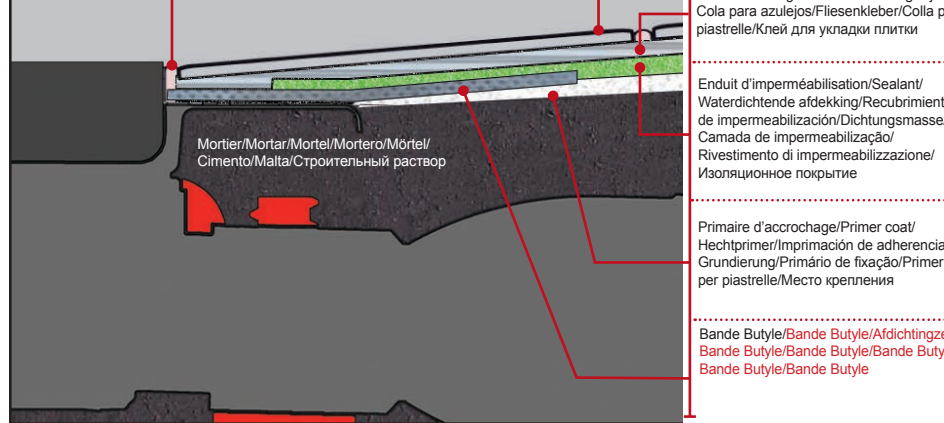 Cola para azulejos/Fliesenkleber/Colla p
piastrelle/Клей для укладки плитки
Enduit d’imperméabilisation/Sealant/
Waterdichtende afdekking/Recubrimient
de impermeabilización/Dichtungsmasse/
Camada de impermeabilização/
Rivestimento di impermeabilizzazione/
Изоляционное покрытие
Mortier/Mortar/Mortel/Mortero/Mörtel/
Cimento/Malta/Строительный раствор
Primaire d’accrochage/Primer coat/
Hechtprimer/Imprimación de adherencia
Grundierung/Primário de fixação/Primer
per piastrelle/Место крепления
Bande Butyle/Bande Butyle/Afdichtingze
Bande Butyle/Bande Butyle/Bande Buty
Bande Butyle/Bande Butyle